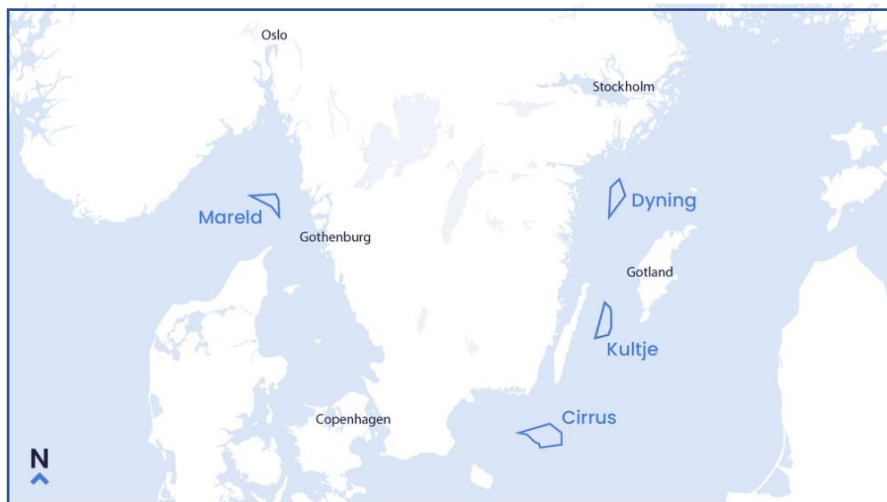 Oslo
Stockholm
Mareld
Dyning
Gothenburg
Gotland
Kultje
Copenhagen
Cirrus
N